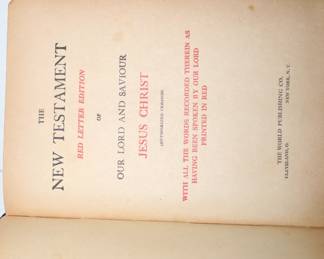 THE
NEW TESTAMENT
RED LETTER EDITION
OF
OUR LORD AND SAVIOUR
JESUS CHRIST
(AUTHORIZED VERSION)
WITH ALL THE WORDS RECORDED THEREIN AS
HAVING BEEN SPOKEN BY OUR LORD
PRINTED IN RED
THE WORLD PUBLISHING CO.
CLEVELAND, O. NEW YORK, N. Y.